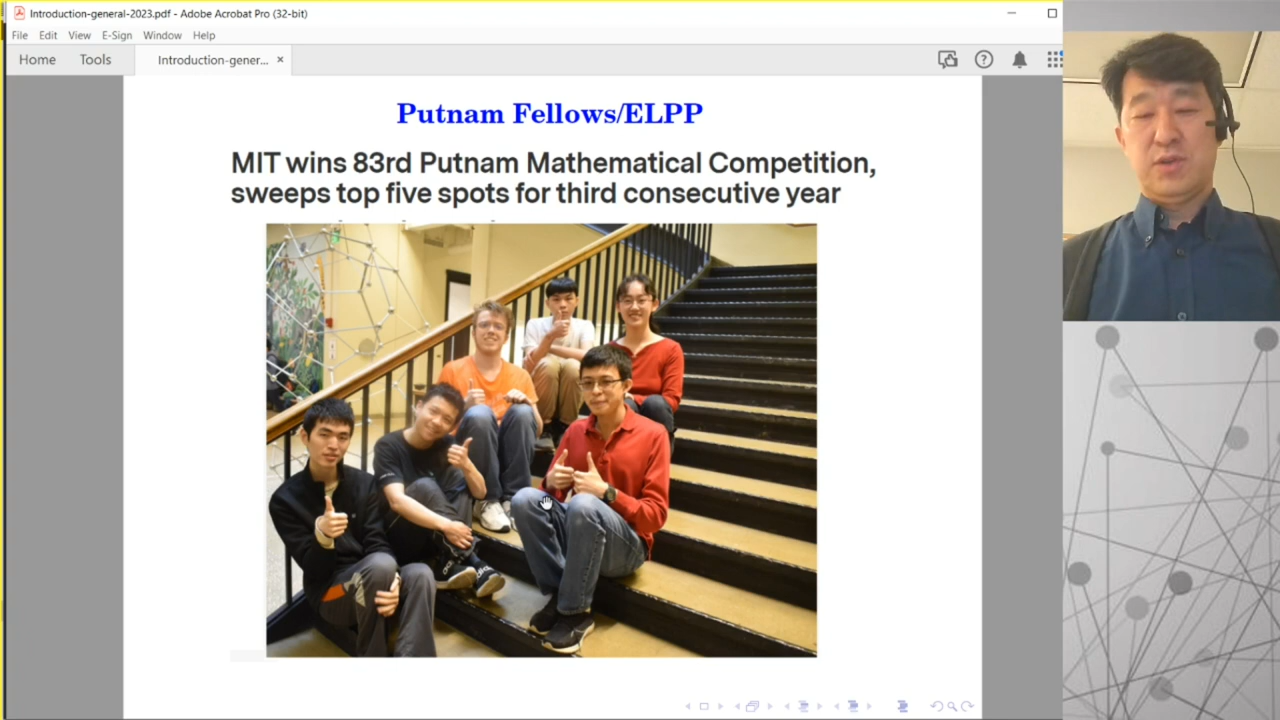 Introduction-general-2023.pdf - Adobe Acrobat Pro (32-bit)
File Edit View E-Sign Window Help
Home Tools Introduction-gener... ×
Putnam Fellows/ELPP
MIT wins 83rd Putnam Mathematical Competition,
sweeps top five spots for third consecutive year